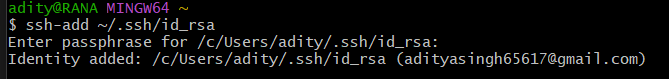 adity@RANA MINGW64 ~
$ ssh-add ~/.ssh/id_rsa
Enter passphrase for /c/Users/adity/.ssh/id_rsa:
Identity added: /c/Users/adity/.ssh/id_rsa (adityasingh65617@gmail.com)